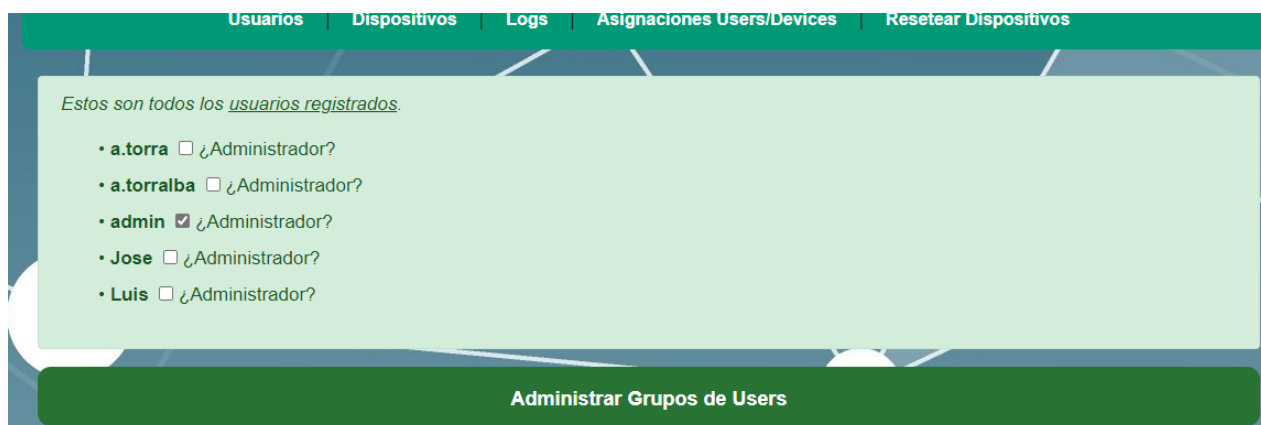 Usuarios | Dispositivos | Logs | Asignaciones Users/Devices | Resetear Dispositivos
Estos son todos los usuarios registrados.
• a.torra ¿Administrador?
• a.torralba ¿Administrador?
• admin ¿Administrador?
• Jose ¿Administrador?
• Luis ¿Administrador?
Administrar Grupos de Users